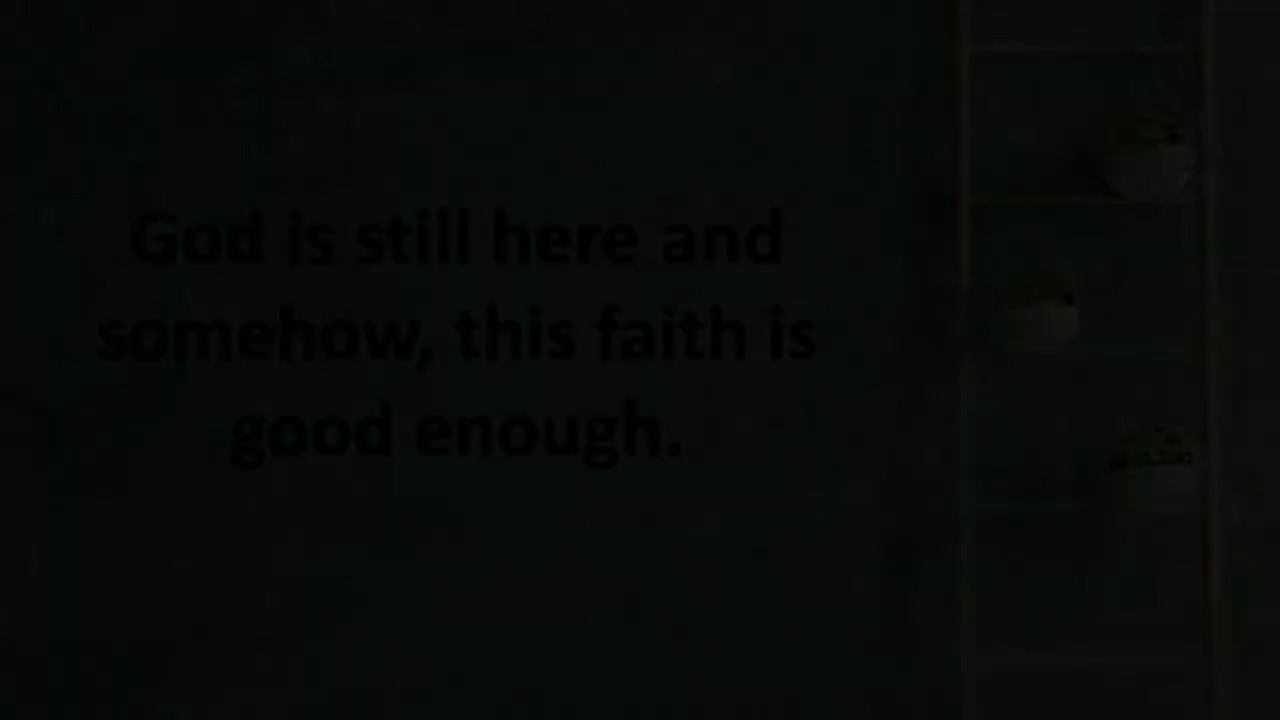 God is still here and
somehow, this faith is
good enough.